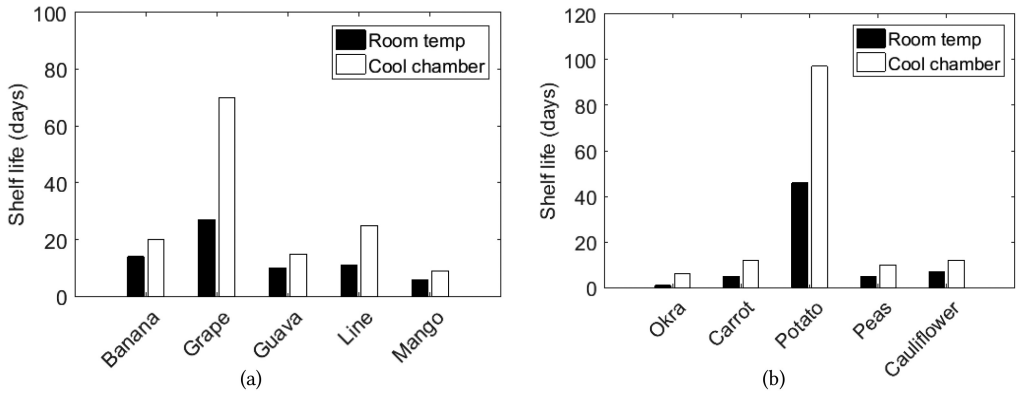 100
80
60
40
20
0
Shelf life (days)
Room temp
Cool chamber
Banana
Grape
Guava
Line
Mango
(a)
120
100
80
60
40
20
0
Shelf life (days)
Room temp
Cool chamber
Okra
Carrot
Potato
Peas
Cauliflower
(b)